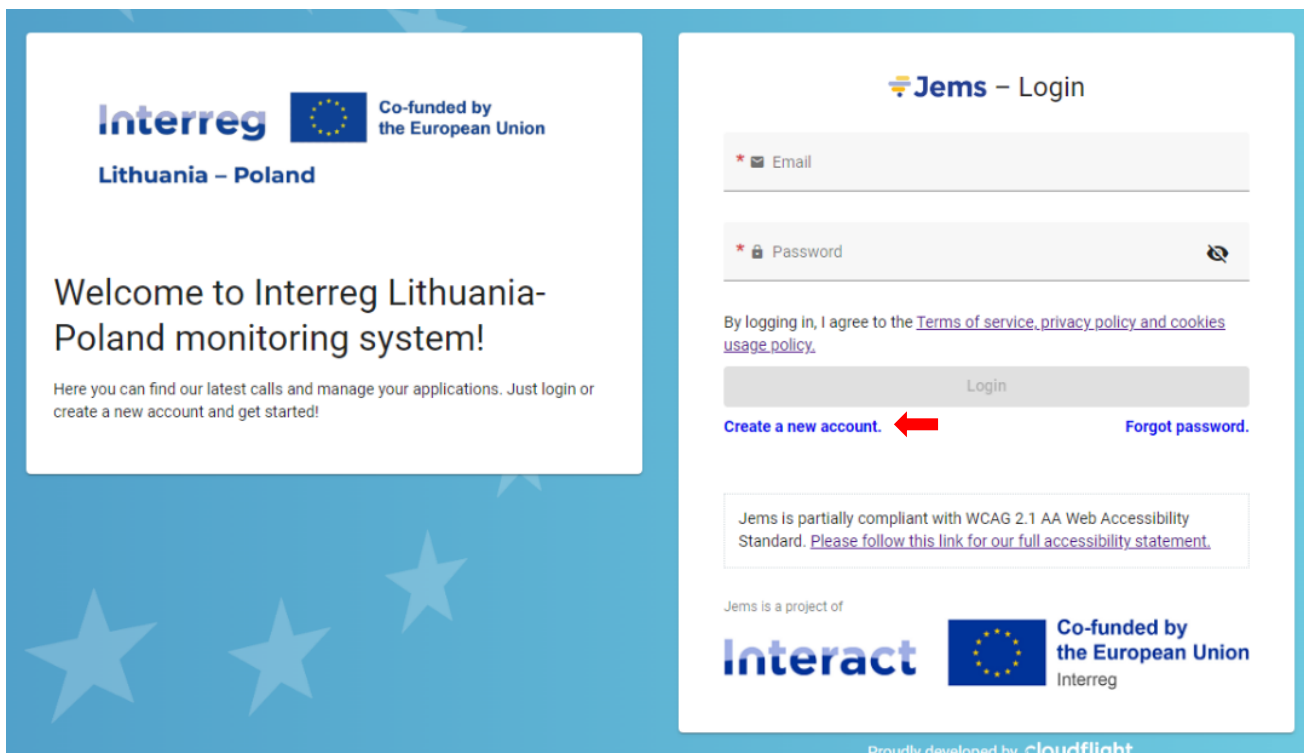 Interreg
Co-funded by
the European Union
Lithuania – Poland
Welcome to Interreg Lithuania-
Poland monitoring system!
Here you can find our latest calls and manage your applications. Just login or
create a new account and get started!
Jems – Login
* Email
* Password
By logging in, I agree to the Terms of service, privacy policy and cookies
usage policy.
Login
Create a new account.
Forgot password.
Jems is partially compliant with WCAG 2.1 AA Web Accessibility
Standard. Please follow this link for our full accessibility statement.
Jems is a project of
Interact
Co-funded by
the European Union
Interreg
Proudly developed by cloudflight